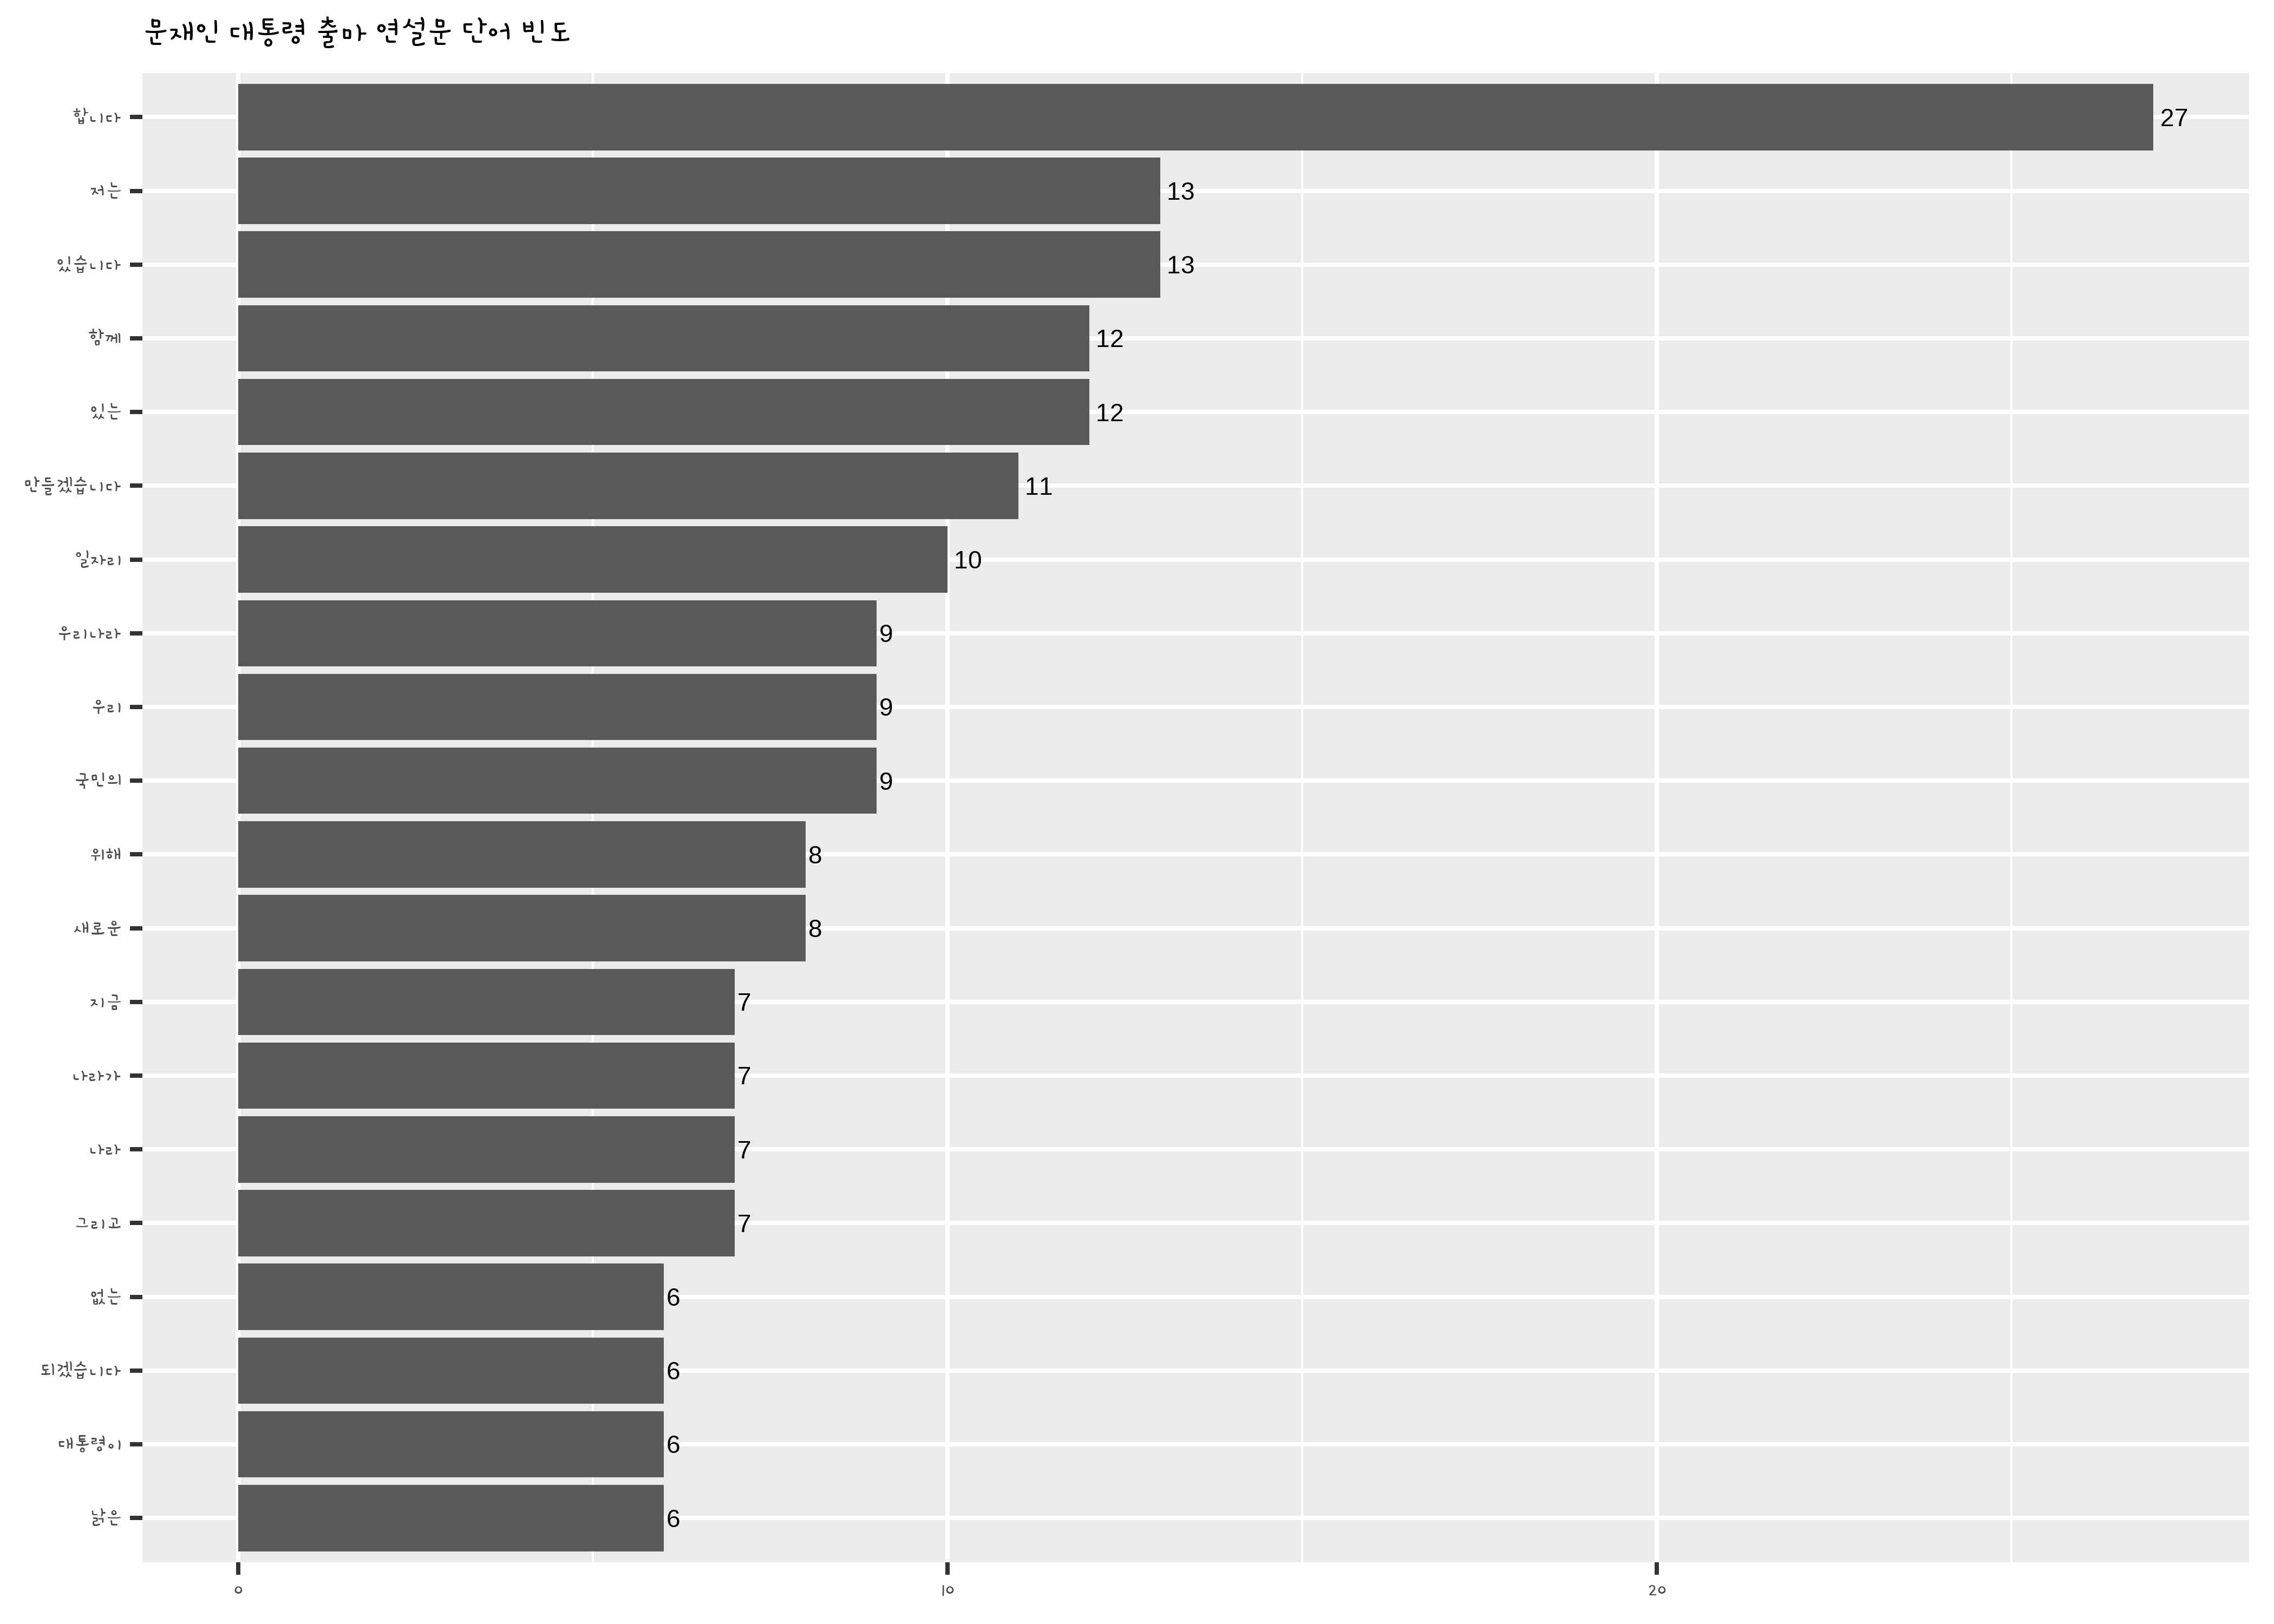 문재인 대통령 출마 연설문 단어 빈도
합니다 27
저는 13
있습니다 13
함께 12
있는 12
만들겠습니다 11
일자리 10
우리나라 9
우리 9
국민의 9
위해 8
새로운 8
지금 7
나라가 7
나라 7
그리고 7
없는 6
되겠습니다 6
대통령이 6
낡은 6
0 10 20